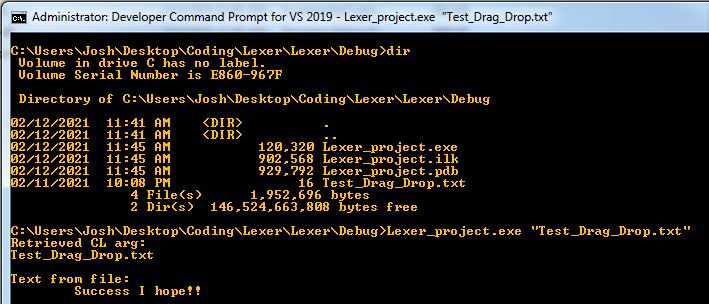 Administrator: Developer Command Prompt for VS 2019 - Lexer_project.exe "Test_Drag_Drop.txt"
C:\Users\Josh\Desktop\Coding\Lexer\Lexer\Debug>dir
Volume in drive C has no label.
Volume Serial Number is E860-967F
Directory of C:\Users\Josh\Desktop\Coding\Lexer\Lexer\Debug
02/12/2021  11:41 AM    <DIR>          .
02/12/2021  11:41 AM    <DIR>          ..
02/12/2021  11:45 AM           120,320 Lexer_project.exe
02/12/2021  11:45 AM           902,568 Lexer_project.ilk
02/12/2021  11:45 AM           929,792 Lexer_project.pdb
02/11/2021  10:08 PM                16 Test_Drag_Drop.txt
4 File(s)      1,952,696 bytes
2 Dir(s)  146,524,663,808 bytes free
C:\Users\Josh\Desktop\Coding\Lexer\Lexer\Debug>Lexer_project.exe "Test_Drag_Drop.txt"
Retrieved CL arg:
Test_Drag_Drop.txt
Text from file:
Success I hope!!